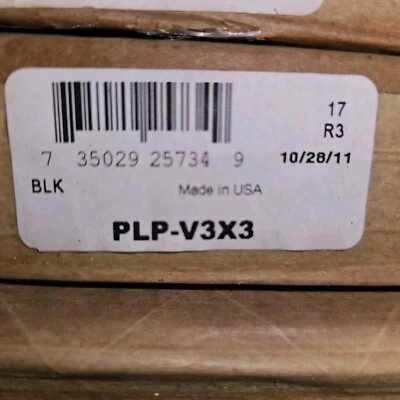 17
R3
7 35029 25734 9 10/28/11
BLK Made in USA
PLP-V3X3